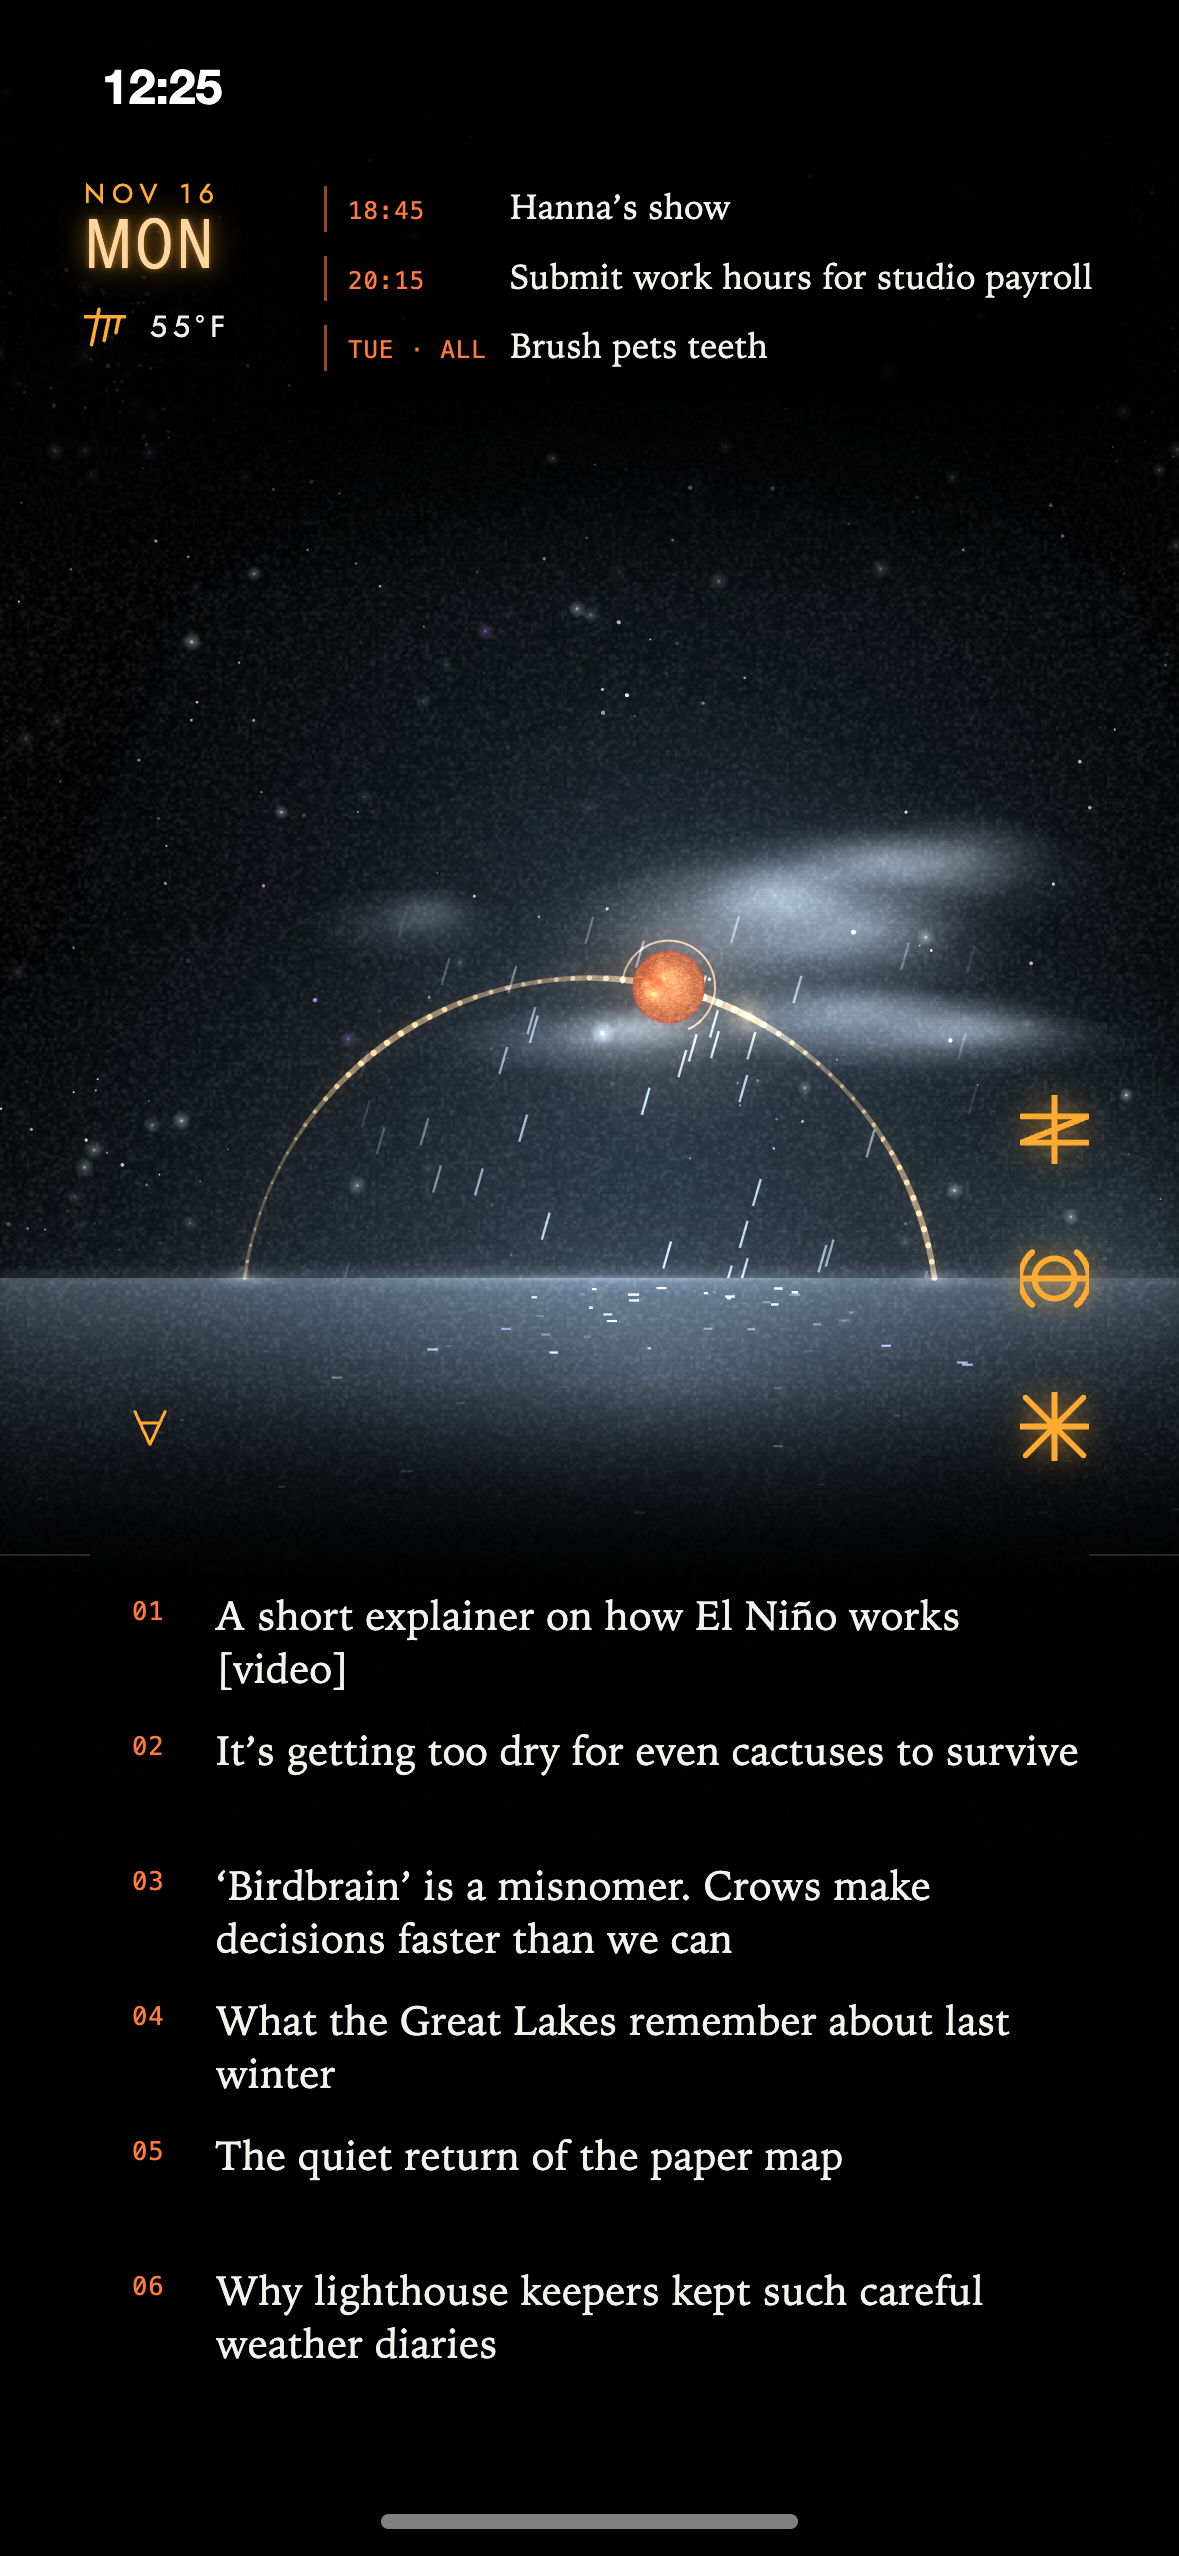 12:25
NOV 16
MON
55°F
18:45 Hanna’s show
20:15 Submit work hours for studio payroll
TUE · ALL Brush pets teeth
01 A short explainer on how El Niño works
[video]
02 It’s getting too dry for even cactuses to survive
03 ‘Birdbrain’ is a misnomer. Crows make
decisions faster than we can
04 What the Great Lakes remember about last
winter
05 The quiet return of the paper map
06 Why lighthouse keepers kept such careful
weather diaries